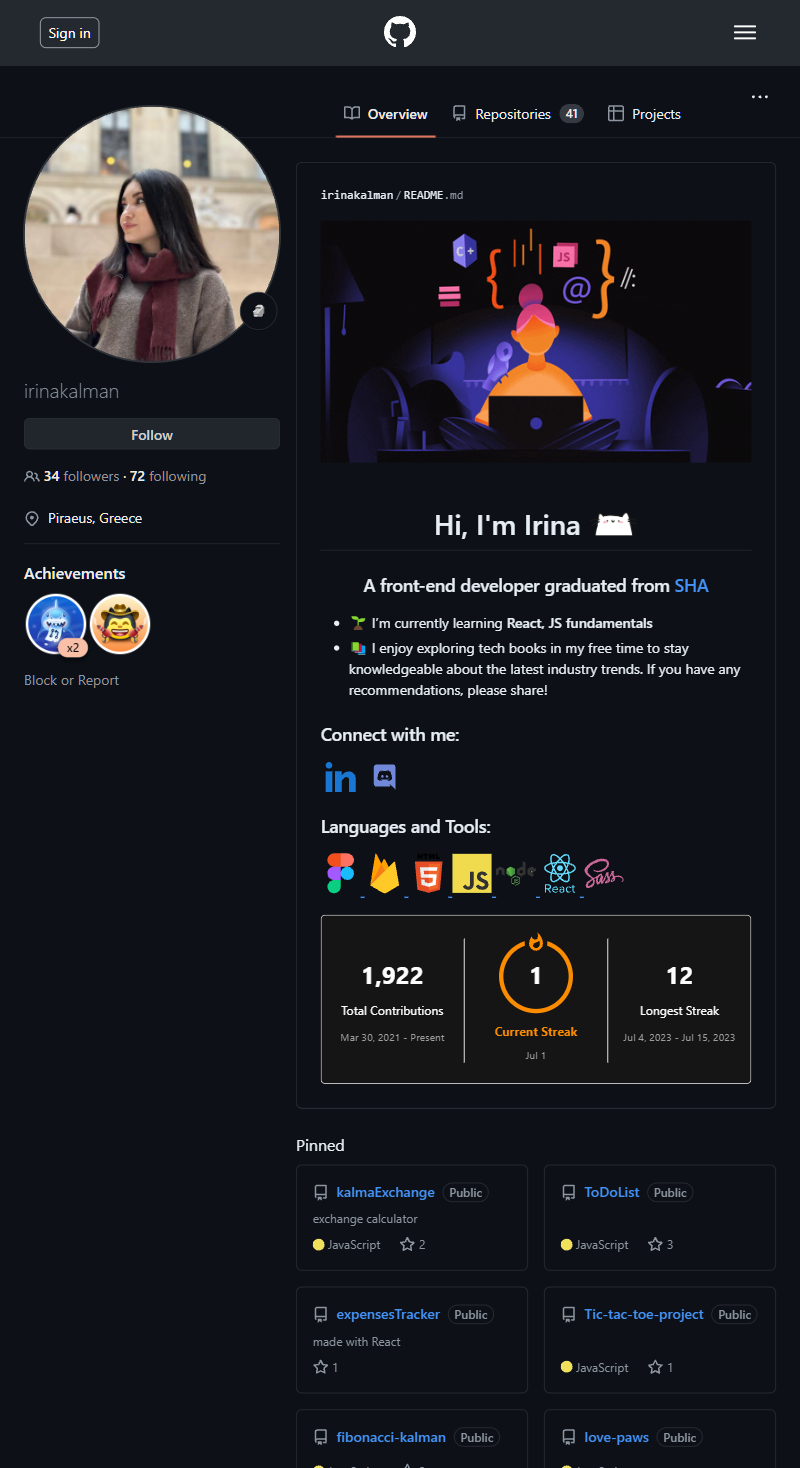 Sign in
Overview
Repositories 41
Projects
irinakalman
Follow
34 followers · 72 following
Piraeus, Greece
Achievements
x2
Block or Report
irinakalman/README.md
C+
JS
{ @ } //:
Hi, I'm Irina
A front-end developer graduated from SHA
I'm currently learning React, JS fundamentals
I enjoy exploring tech books in my free time to stay
knowledgeable about the latest industry trends. If you have any
recommendations, please share!
Connect with me:
in
Languages and Tools:
HTML
5
JS
node
JS
React
Sass
1,922
Total Contributions
Mar 30, 2021 - Present
1
Current Streak
Jul 1
12
Longest Streak
Jul 4, 2023 - Jul 15, 2023
Pinned
kalmaExchange Public
exchange calculator
JavaScript 2
ToDoList Public
JavaScript 3
expensesTracker Public
made with React
1
Tic-tac-toe-project Public
JavaScript 1
fibonacci-kalman Public
love-paws Public